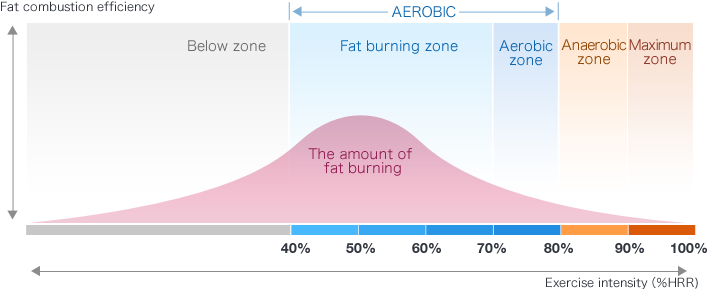 Fat combustion efficiency
AEROBIC
Below zone
Fat burning zone
Aerobic
zone
Anaerobic
zone
Maximum
zone
The amount of
fat burning
40% 50% 60% 70% 80% 90% 100%
Exercise intensity (%HRR)